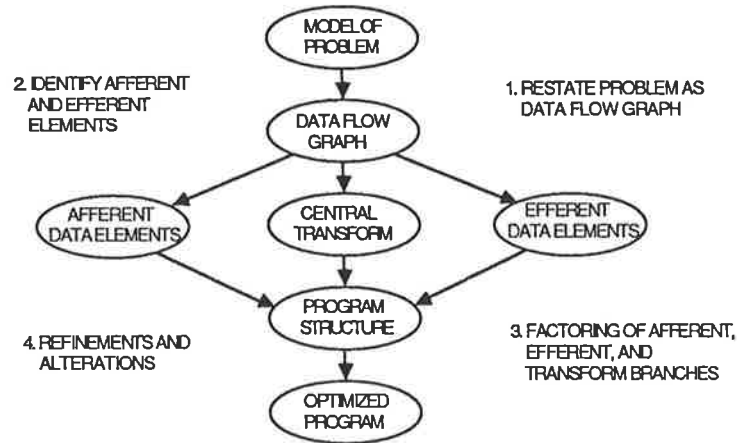 MODEL OF
PROBLEM
2. IDENTIFY AFFERENT
AND EFFERENT
ELEMENTS
1. RESTATE PROBLEM AS
DATA FLOW GRAPH
DATA FLOW
GRAPH
AFFERENT
DATA ELEMENTS
CENTRAL
TRANSFORM
EFFERENT
DATA ELEMENTS
PROGRAM
STRUCTURE
4. REFINEMENTS AND
ALTERATIONS
3. FACTORING OF AFFERENT,
EFFERENT, AND
TRANSFORM BRANCHES
OPTIMIZED
PROGRAM